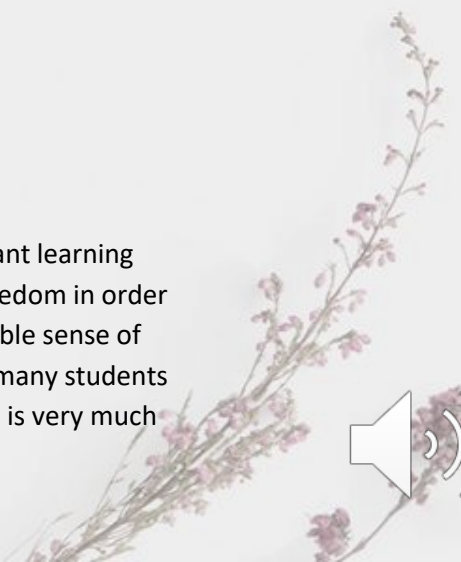 ant learning
edom in order
ble sense of
many students
is very much